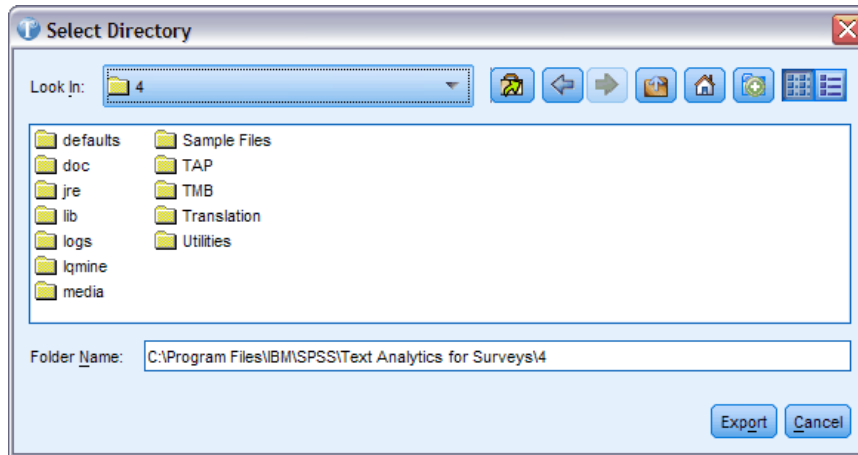 Select Directory
Look In: 4
defaults
doc
jre
lib
logs
lqmine
media
Sample Files
TAP
TMB
Translation
Utilities
Folder Name: C:\Program Files\IBM\SPSS\Text Analytics for Surveys\4
Export Cancel